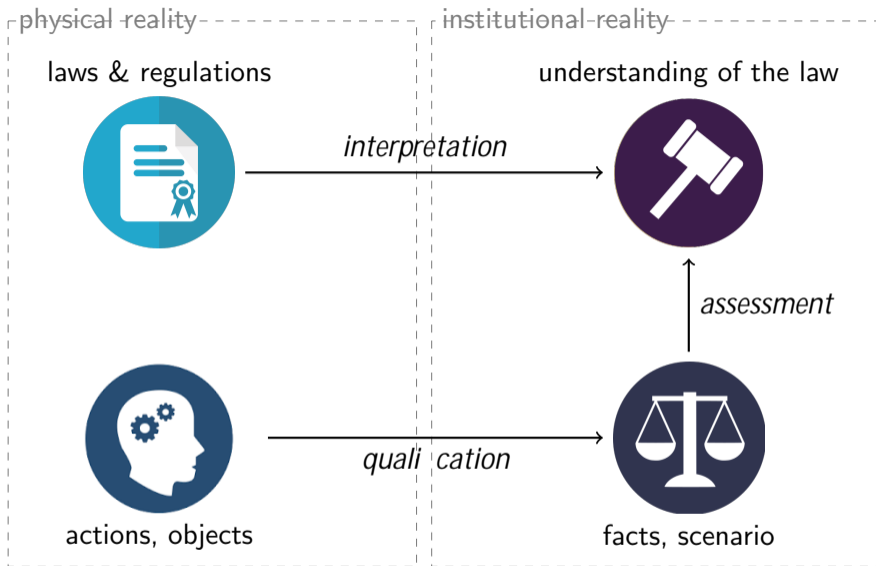 physical reality
institutional reality
laws & regulations
understanding of the law
interpretation
assessment
quali cation
actions, objects
facts, scenario